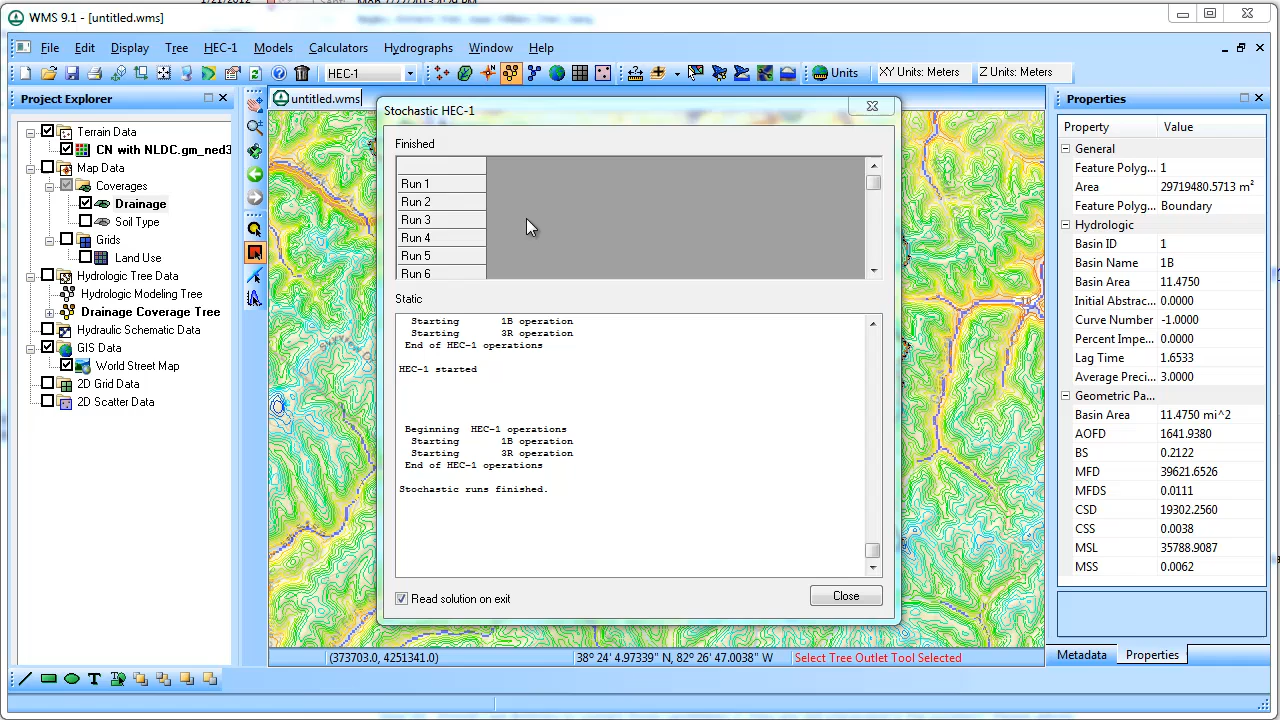 WMS 9.1 - [untitled.wms]
File Edit Display Tree HEC-1 Models Calculators Hydrographs Window Help
HEC-1
Units
XY Units: Meters
Z Units: Meters
Project Explorer
Terrain Data
CN with NLDC.gm_ned3
Map Data
Coverages
Drainage
Soil Type
Grids
Land Use
Hydrologic Tree Data
Hydrologic Modeling Tree
Drainage Coverage Tree
Hydraulic Schematic Data
GIS Data
World Street Map
2D Grid Data
2D Scatter Data
untitled.wms
Stochastic HEC-1
Finished
Run 1
Run 2
Run 3
Run 4
Run 5
Run 6
Static
Starting 1B operation
Starting 3R operation
End of HEC-1 operations
HEC-1 started
Beginning HEC-1 operations
Starting 1B operation
Starting 3R operation
End of HEC-1 operations
Stochastic runs finished.
Read solution on exit
Close
Properties
Property Value
General
Feature Polyg... 1
Area 29719480.5713 m²
Feature Polyg... Boundary
Hydrologic
Basin ID 1
Basin Name 1B
Basin Area 11.4750
Initial Abstrac... 0.0000
Curve Number -1.0000
Percent Impe... 0.0000
Lag Time 1.6533
Average Preci... 3.0000
Geometric Pa...
Basin Area 11.4750 mi^2
AOFD 1641.9380
BS 0.2122
MFD 39621.6526
MFDS 0.0111
CSD 19302.2560
CSS 0.0038
MSL 35788.9087
MSS 0.0062
Metadata Properties
(373703.0, 4251341.0)
38º 24' 4.97339" N, 82º 26' 47.0038" W
Select Tree Outlet Tool Selected